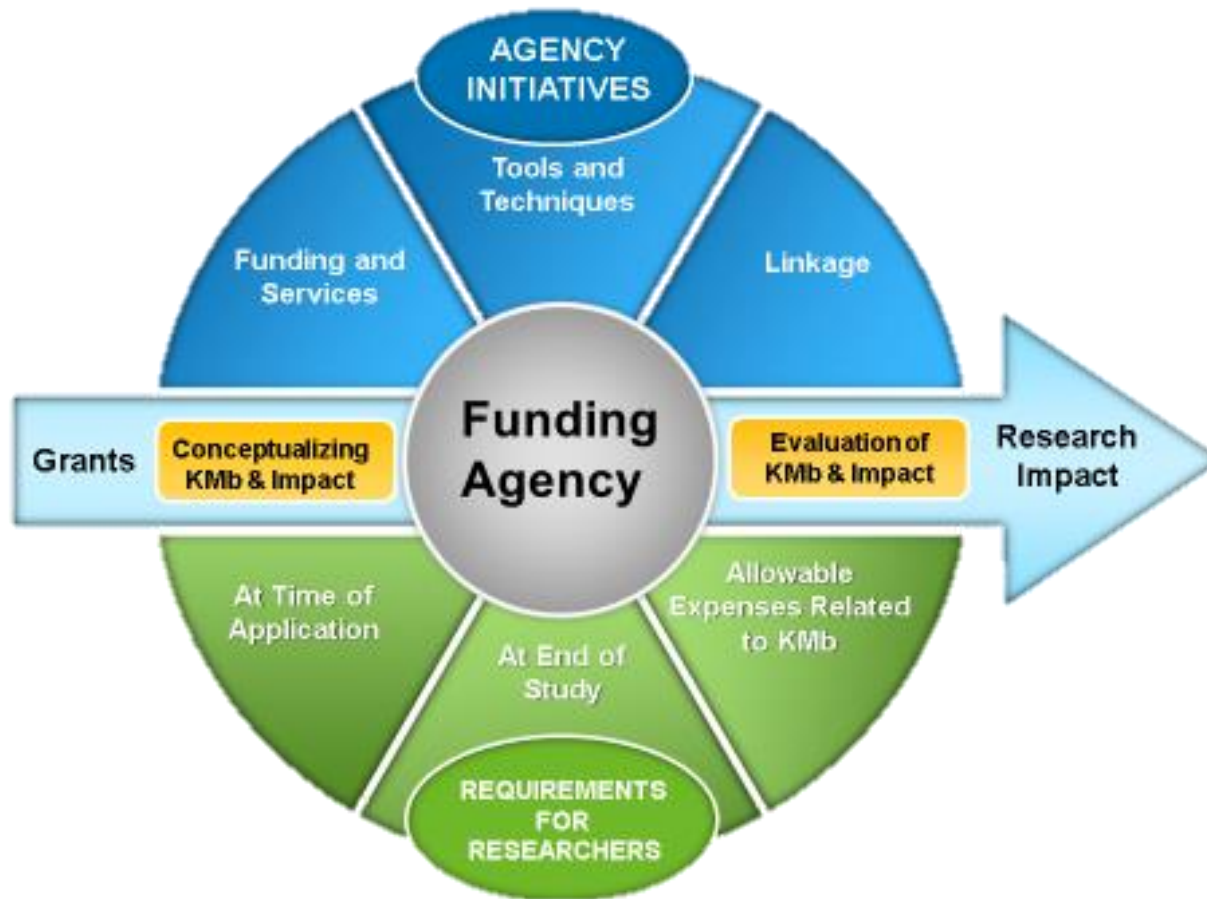 AGENCY
INITIATIVES
Tools and
Techniques
Funding and
Services
Linkage
Grants
Conceptualizing
KMb & Impact
Funding
Agency
Evaluation of
KMb & Impact
Research
Impact
At Time of
Application
At End of
Study
Allowable
Expenses Related
to KMb
REQUIREMENTS
FOR
RESEARCHERS